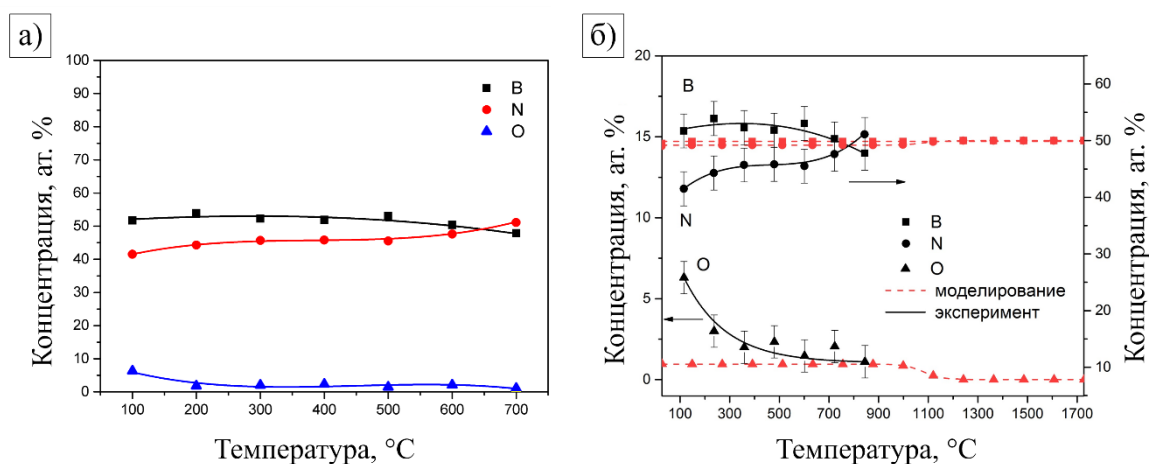 а)
Концентрация, ат. %
100
90
80
70
60
50
40
30
20
10
0
B
N
O
100 200 300 400 500 600 700
Температура, °C
б)
Концентрация, ат. %
20
15
10
5
0
B
N
O
B
N
O
моделирование
эксперимент
60
50
40
30
20
10
Концентрация, ат. %
100 300 500 700 900 1100 1300 1500 1700
Температура, °C